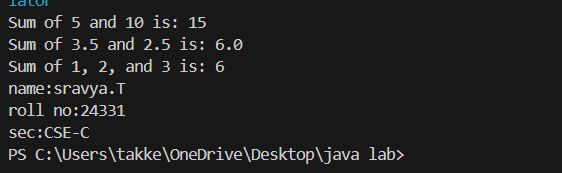 lator
Sum of 5 and 10 is: 15
Sum of 3.5 and 2.5 is: 6.0
Sum of 1, 2, and 3 is: 6
name:sravya.T
roll no:24331
sec:CSE-C
PS C:\Users\takke\OneDrive\Desktop\java lab>